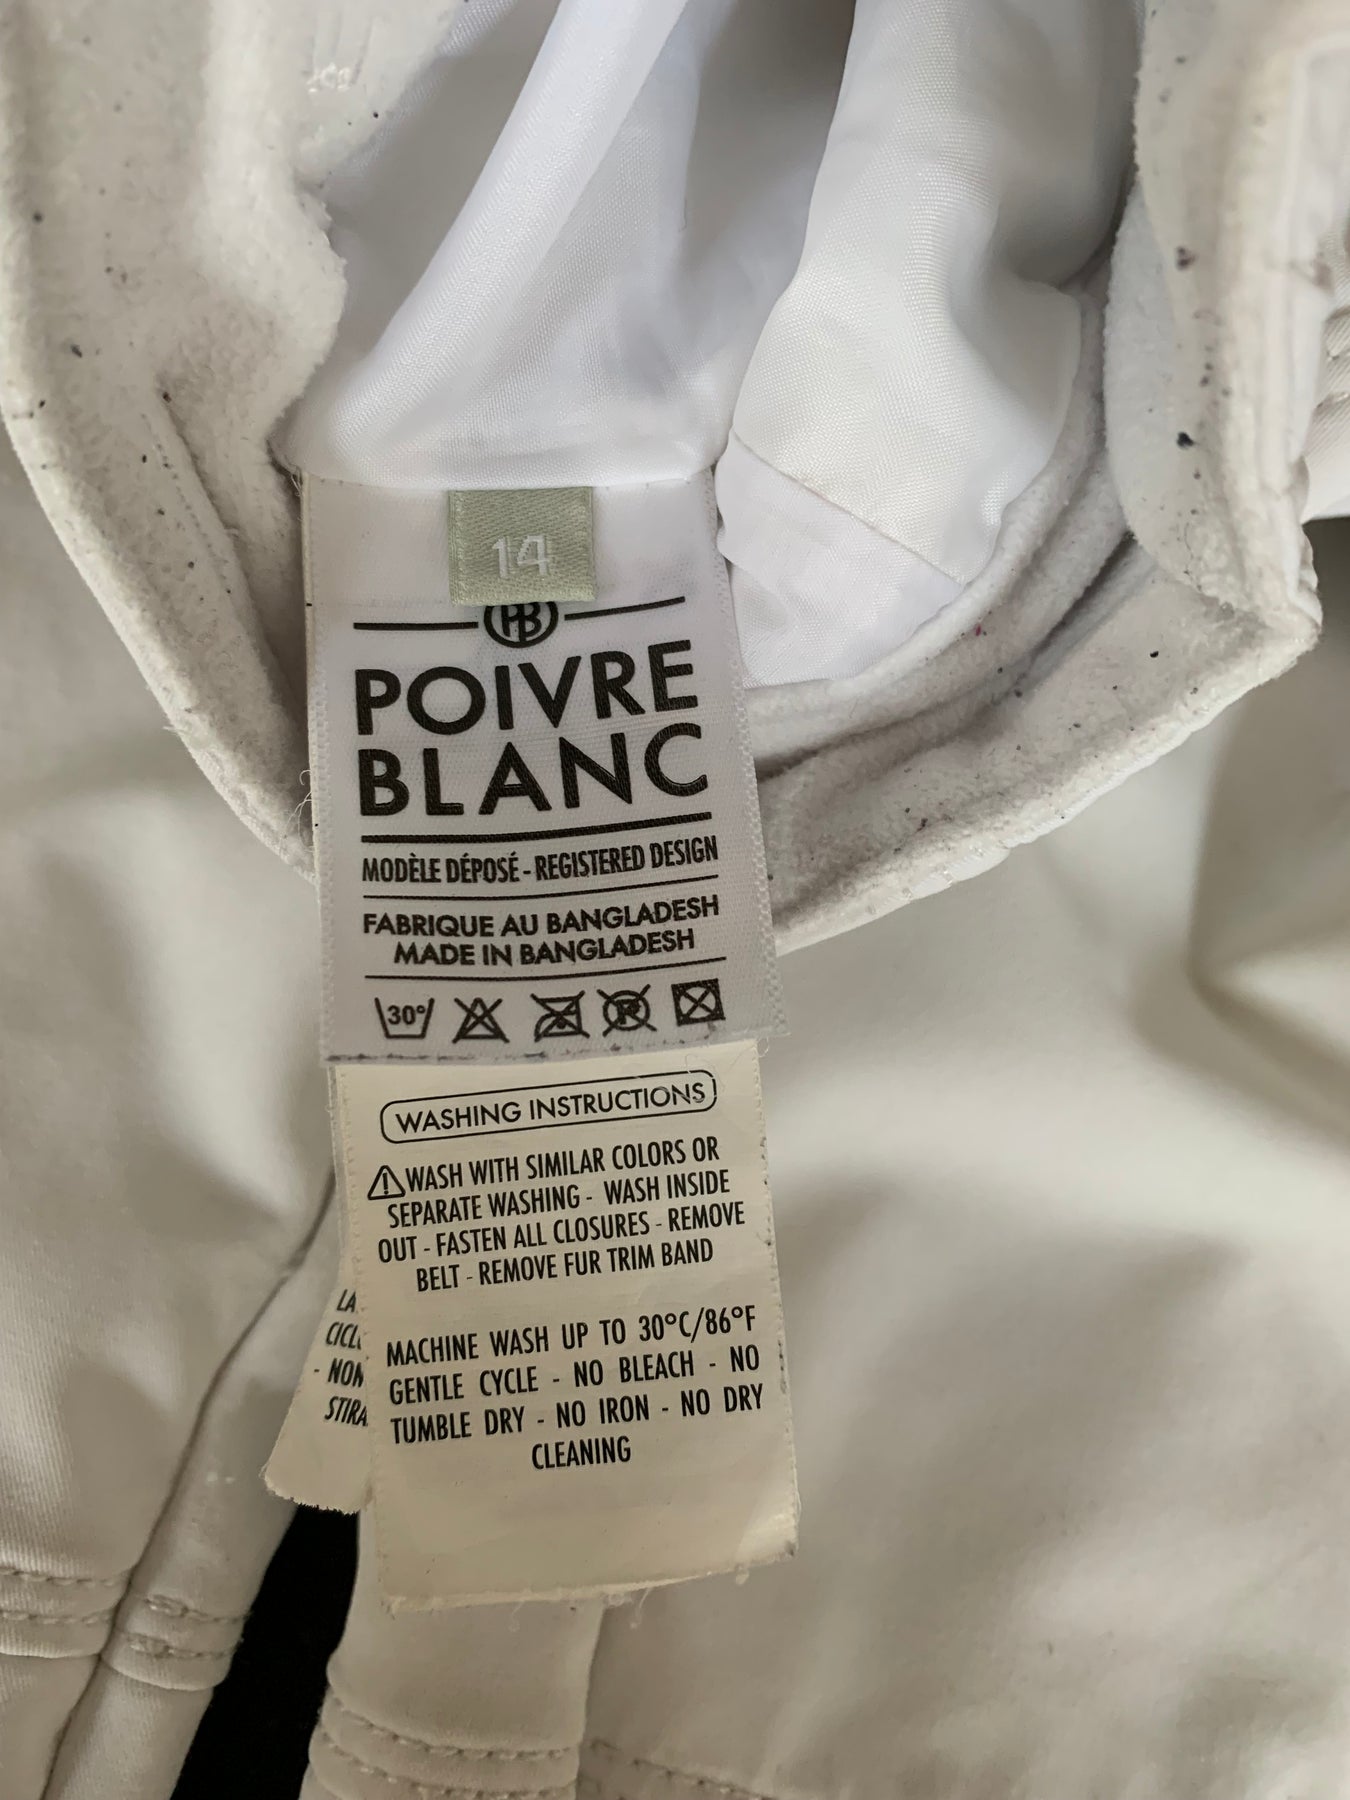 14
PB
POIVRE
BLANC
MODÈLE DÉPOSÉ - REGISTERED DESIGN
FABRIQUE AU BANGLADESH
MADE IN BANGLADESH
30°
WASHING INSTRUCTIONS
WASH WITH SIMILAR COLORS OR
SEPARATE WASHING - WASH INSIDE
OUT - FASTEN ALL CLOSURES - REMOVE
BELT - REMOVE FUR TRIM BAND
MACHINE WASH UP TO 30°C/86°F
GENTLE CYCLE - NO BLEACH - NO
TUMBLE DRY - NO IRON - NO DRY
CLEANING